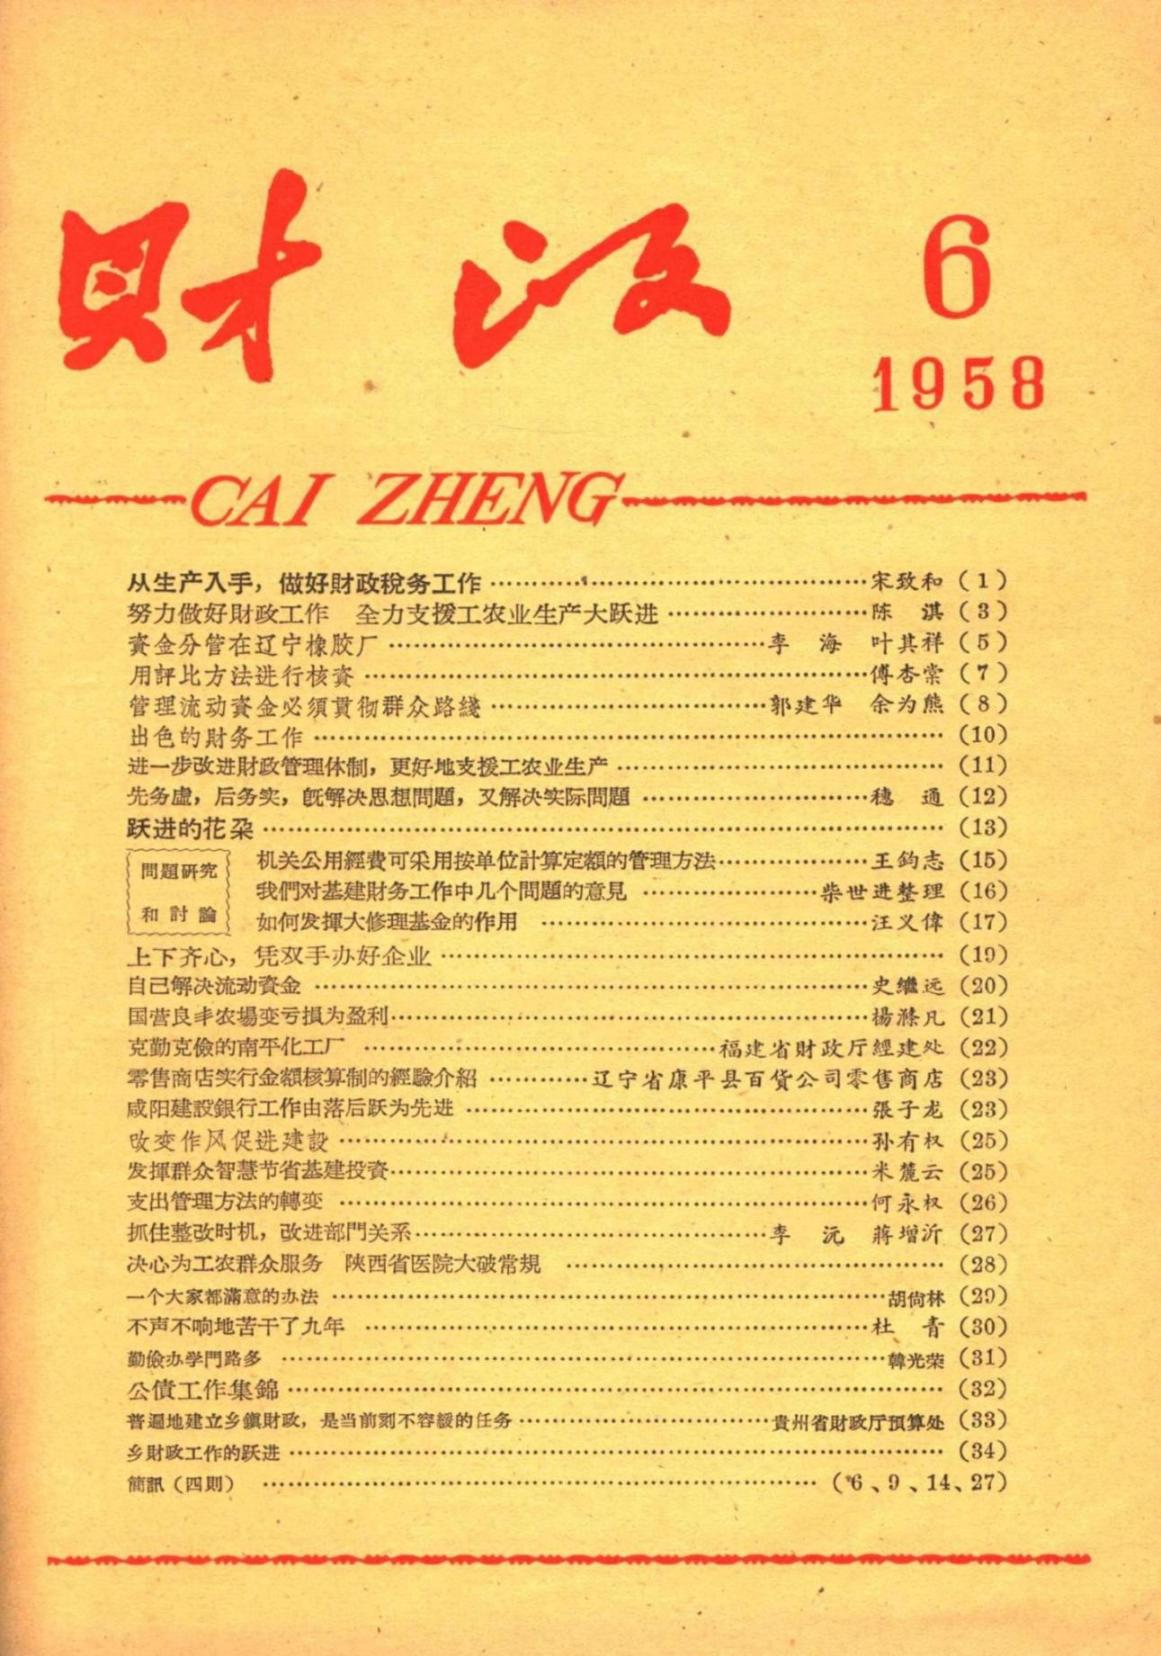 財政
6
1958
CAI ZHENG
从生产入手，做好財政稅务工作……宋致和（1）
努力做好財政工作　全力支援工农业生产大跃进……陈　淇（3）
資金分管在辽宁橡胶厂……李　海　叶其祥（5）
用評比方法进行核資……傅杏棠（7）
管理流动資金必須貫彻群众路綫……郭建华　余为熊（8）
出色的財务工作……（10）
进一步改进財政管理体制，更好地支援工农业生产……（11）
先务虛，后务实，旣解决思想問題，又解决实际問題……穗　通（12）
跃进的花朶……（13）
問題研究
和討論
机关公用經費可采用按单位計算定額的管理方法……王鈞志（15）
我們对基建財务工作中几个問題的意見……柴世进整理（16）
如何发揮大修理基金的作用……汪义偉（17）
上下齐心，凭双手办好企业……（19）
自己解决流动資金……史继远（20）
国营良丰农場变亏損为盈利……楊滌凡（21）
克勤克儉的南平化工厂……福建省財政厅經建处（22）
零售商店实行金額核算制的經驗介紹……辽宁省康平县百貨公司零售商店（23）
咸阳建設銀行工作由落后跃为先进……張子龙（23）
改变作风促进建設……孙有权（25）
发揮群众智慧节省基建投資……米麓云（25）
支出管理方法的轉变……何永权（26）
抓住整改时机，改进部門关系……李　沅　蔣增沂（27）
决心为工农群众服务　陝西省医院大破常規……（28）
一个大家都滿意的办法……胡尙林（29）
不声不响地苦干了九年……杜　青（30）
勤儉办学門路多……韓光荣（31）
公債工作集錦……（32）
普遍地建立乡鎭財政，是当前刻不容緩的任务……貴州省財政厅預算处（33）
乡財政工作的跃进……（34）
簡訊（四則）……（6、9、14、27）